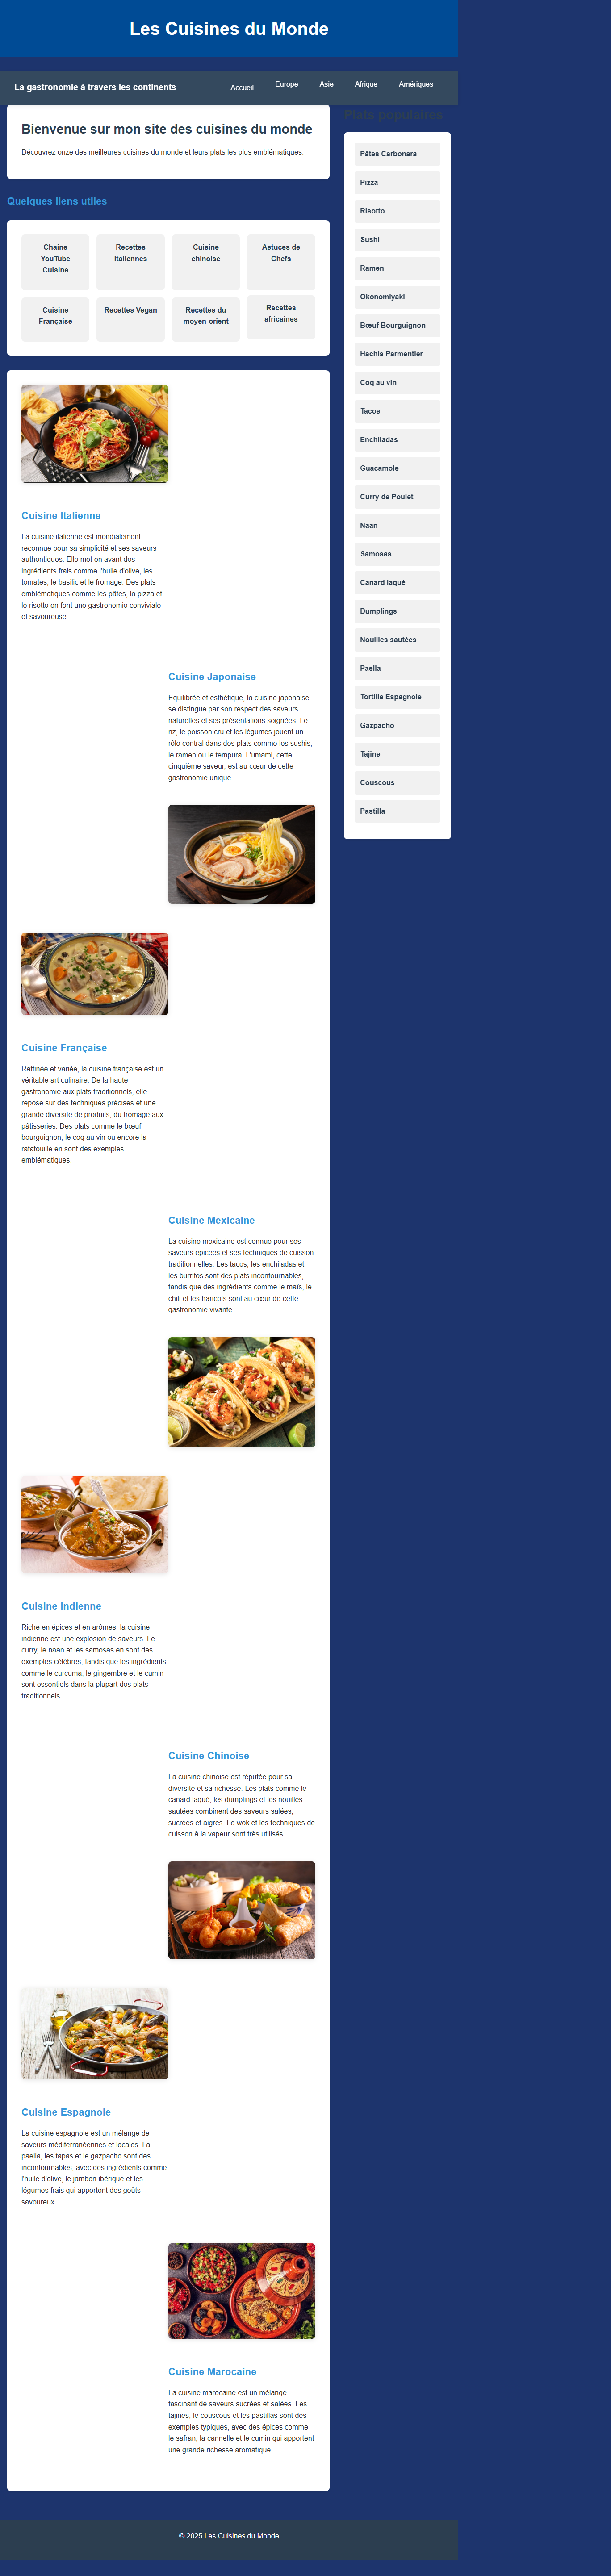 Les Cuisines du Monde
La gastronomie à travers les continents
Accueil
Europe
Asie
Afrique
Amériques
Bienvenue sur mon site des cuisines du monde
Découvrez onze des meilleures cuisines du monde et leurs plats les plus emblématiques.
Quelques liens utiles
Chaine
YouTube
Cuisine
Recettes
italiennes
Cuisine
chinoise
Astuces de
Chefs
Cuisine
Française
Recettes Vegan
Recettes du
moyen-orient
Recettes
africaines
Cuisine Italienne
La cuisine italienne est mondialement
reconnue pour sa simplicité et ses saveurs
authentiques. Elle met en avant des
ingrédients frais comme l'huile d'olive, les
tomates, le basilic et le fromage. Des plats
emblématiques comme les pâtes, la pizza et
le risotto en font une gastronomie conviviale
et savoureuse.
Cuisine Japonaise
Équilibrée et esthétique, la cuisine japonaise
se distingue par son respect des saveurs
naturelles et ses présentations soignées. Le
riz, le poisson cru et les légumes jouent un
rôle central dans des plats comme les sushis,
le ramen ou le tempura. L'umami, cette
cinquième saveur, est au cœur de cette
gastronomie unique.
Cuisine Française
Raffinée et variée, la cuisine française est un
véritable art culinaire. De la haute
gastronomie aux plats traditionnels, elle
repose sur des techniques précises et une
grande diversité de produits, du fromage aux
pâtisseries. Des plats comme le bœuf
bourguignon, le coq au vin ou encore la
ratatouille en sont des exemples
emblématiques.
Cuisine Mexicaine
La cuisine mexicaine est connue pour ses
saveurs épicées et ses techniques de cuisson
traditionnelles. Les tacos, les enchiladas et
les burritos sont des plats incontournables,
tandis que des ingrédients comme le maïs, le
chili et les haricots sont au cœur de cette
gastronomie vivante.
Cuisine Indienne
Riche en épices et en arômes, la cuisine
indienne est une explosion de saveurs. Le
curry, le naan et les samosas en sont des
exemples célèbres, tandis que les ingrédients
comme le curcuma, le gingembre et le cumin
sont essentiels dans la plupart des plats
traditionnels.
Cuisine Chinoise
La cuisine chinoise est réputée pour sa
diversité et sa richesse. Les plats comme le
canard laqué, les dumplings et les nouilles
sautées combinent des saveurs salées,
sucrées et aigres. Le wok et les techniques de
cuisson à la vapeur sont très utilisés.
Cuisine Espagnole
La cuisine espagnole est un mélange de
saveurs méditerranéennes et locales. La
paella, les tapas et le gazpacho sont des
incontournables, avec des ingrédients comme
l'huile d'olive, le jambon ibérique et les
légumes frais qui apportent des goûts
savoureux.
Cuisine Marocaine
La cuisine marocaine est un mélange
fascinant de saveurs sucrées et salées. Les
tajines, le couscous et les pastillas sont des
exemples typiques, avec des épices comme
le safran, la cannelle et le cumin qui apportent
une grande richesse aromatique.
Plats populaires
Pâtes Carbonara
Pizza
Risotto
Sushi
Ramen
Okonomiyaki
Bœuf Bourguignon
Hachis Parmentier
Coq au vin
Tacos
Enchiladas
Guacamole
Curry de Poulet
Naan
Samosas
Canard laqué
Dumplings
Nouilles sautées
Paella
Tortilla Espagnole
Gazpacho
Tajine
Couscous
Pastilla
© 2025 Les Cuisines du Monde